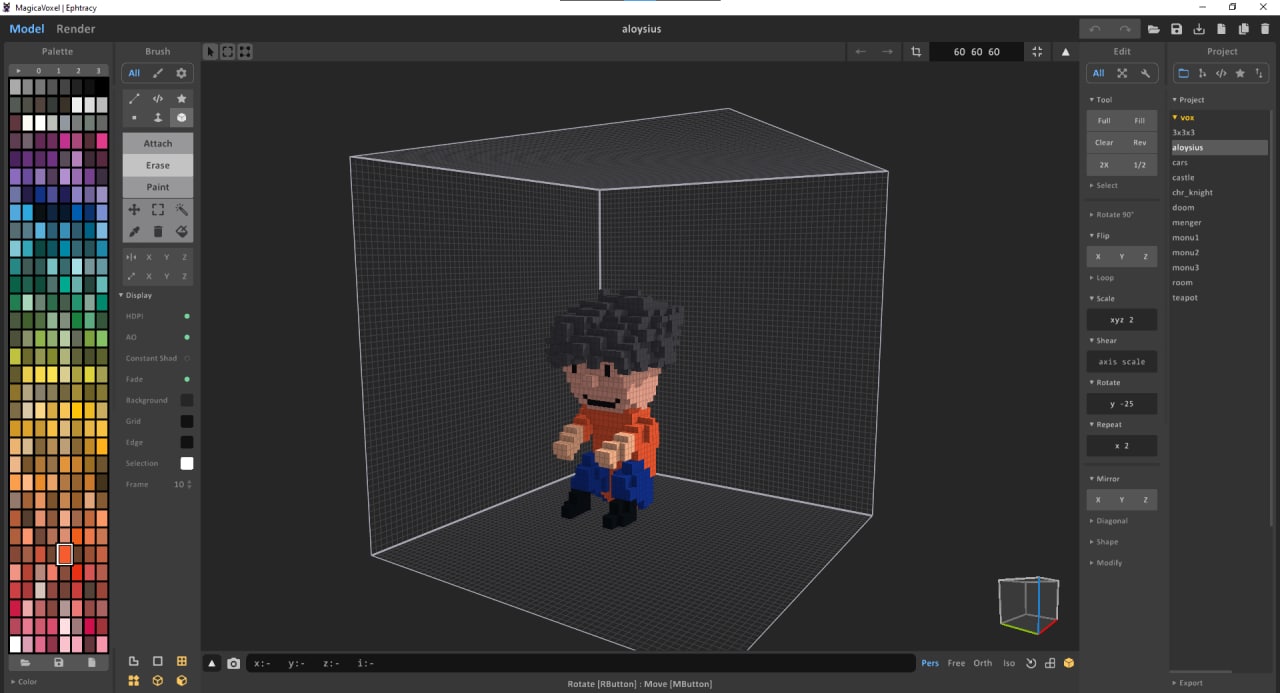 MagicaVoxel | Ephtracy
Model Render
aloysius
Palette
Brush
Edit
Project
0 1 2 3
60 60 60
All
All
Tool
Full Fill
Clear Rev
2X 1/2
Select
Rotate 90°
Flip
X Y Z
Loop
Scale
xyz 2
Shear
axis scale
Rotate
y -25
Repeat
x 2
Mirror
X Y Z
Diagonal
Shape
Modify
Attach
Erase
Paint
X Y Z
X Y Z
Display
HDPI
AO
Constant Shad
Fade
Background
Grid
Edge
Selection
Frame 10
Project
vox
3x3x3
aloysius
cars
castle
chr_knight
doom
menger
monu1
monu2
monu3
room
teapot
x:- y:- z:- i:-
Pers Free Orth Iso
Color
Rotate [RButton] : Move [MButton]
Export